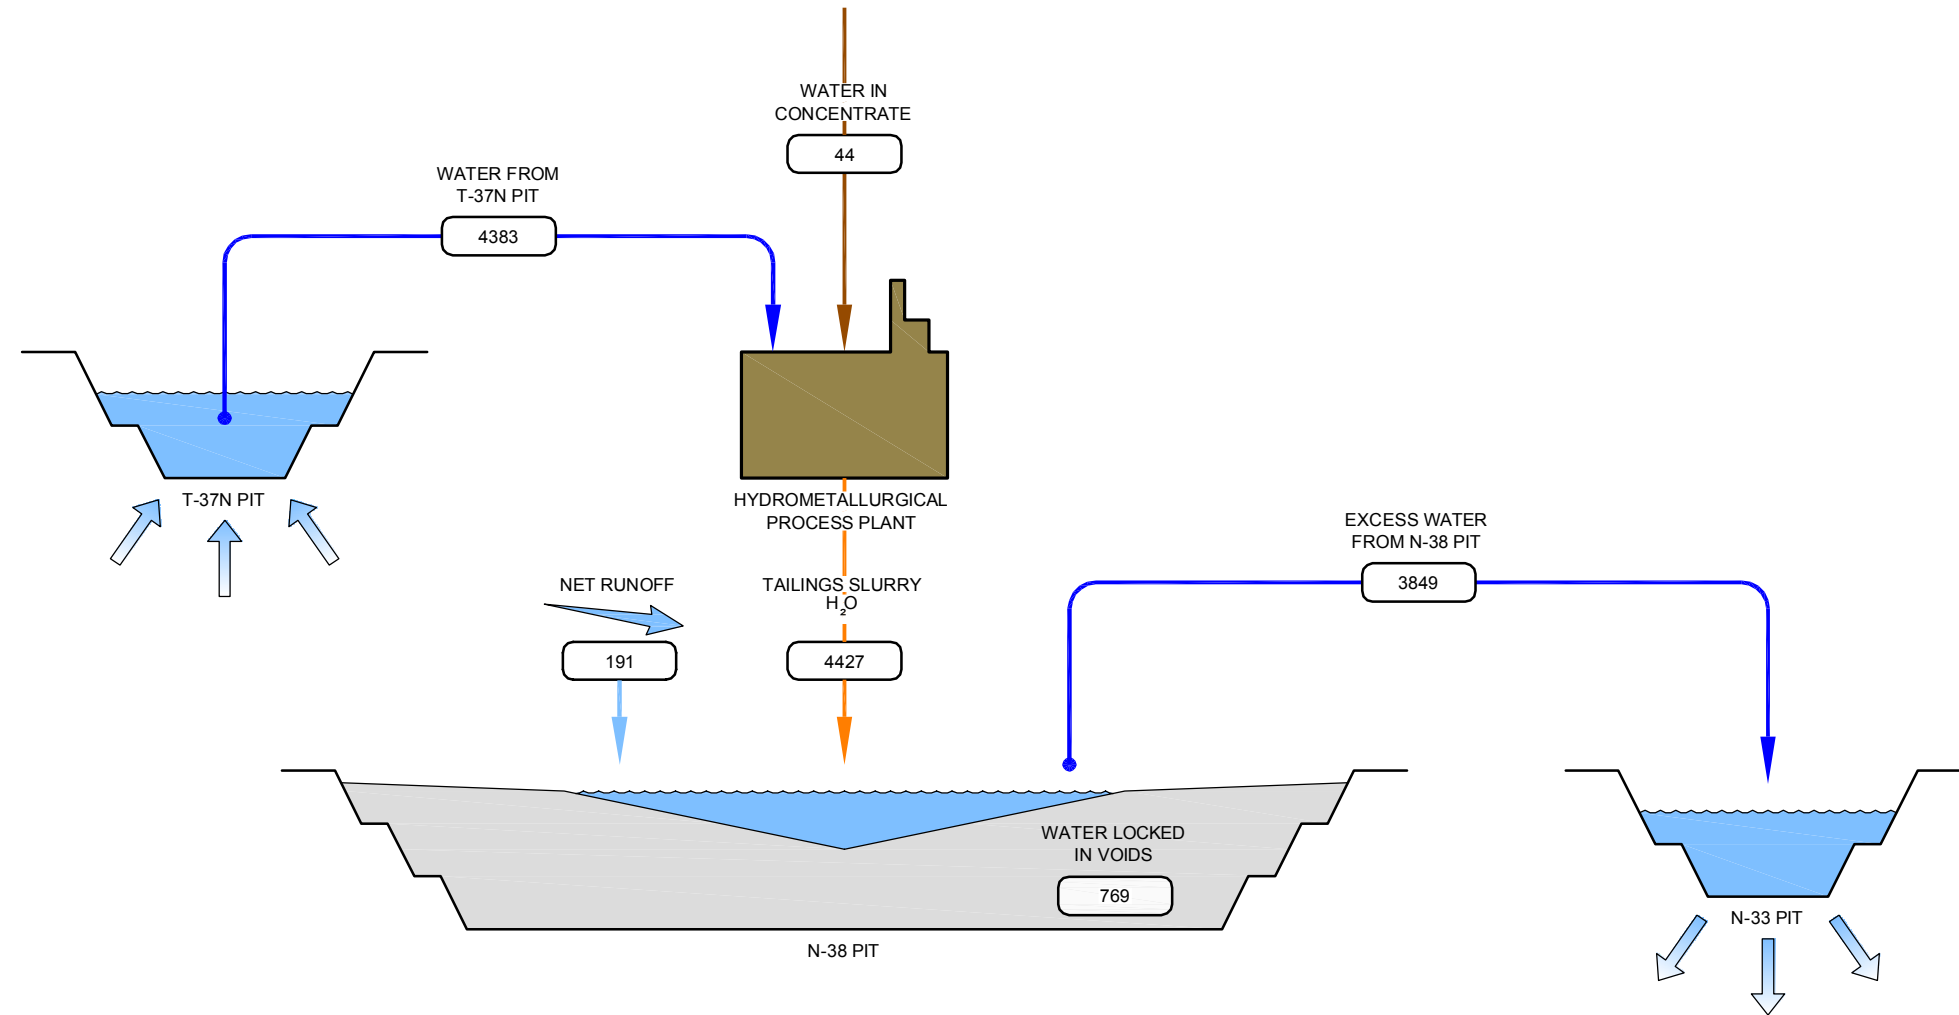 WATER IN
CONCENTRATE
44
WATER FROM
T-37N PIT
4383
T-37N PIT
HYDROMETALLURGICAL
PROCESS PLANT
NET RUNOFF
191
TAILINGS SLURRY
H₂O
4427
EXCESS WATER
FROM N-38 PIT
3849
WATER LOCKED
IN VOIDS
769
N-38 PIT
N-33 PIT